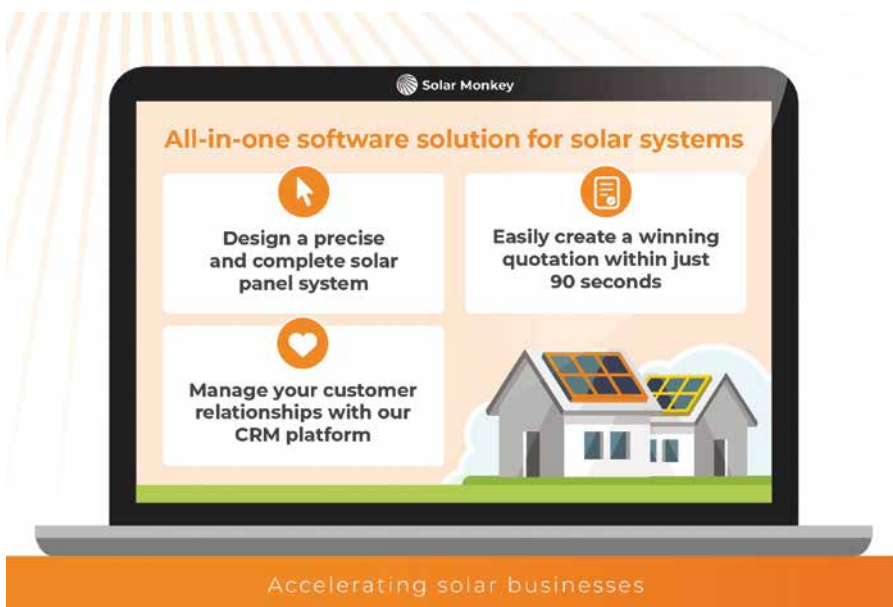 Solar Monkey
All-in-one software solution for solar systems
Design a precise
and complete solar
panel system
Easily create a winning
quotation within just
90 seconds
Manage your customer
relationships with our
CRM platform
Accelerating solar businesses